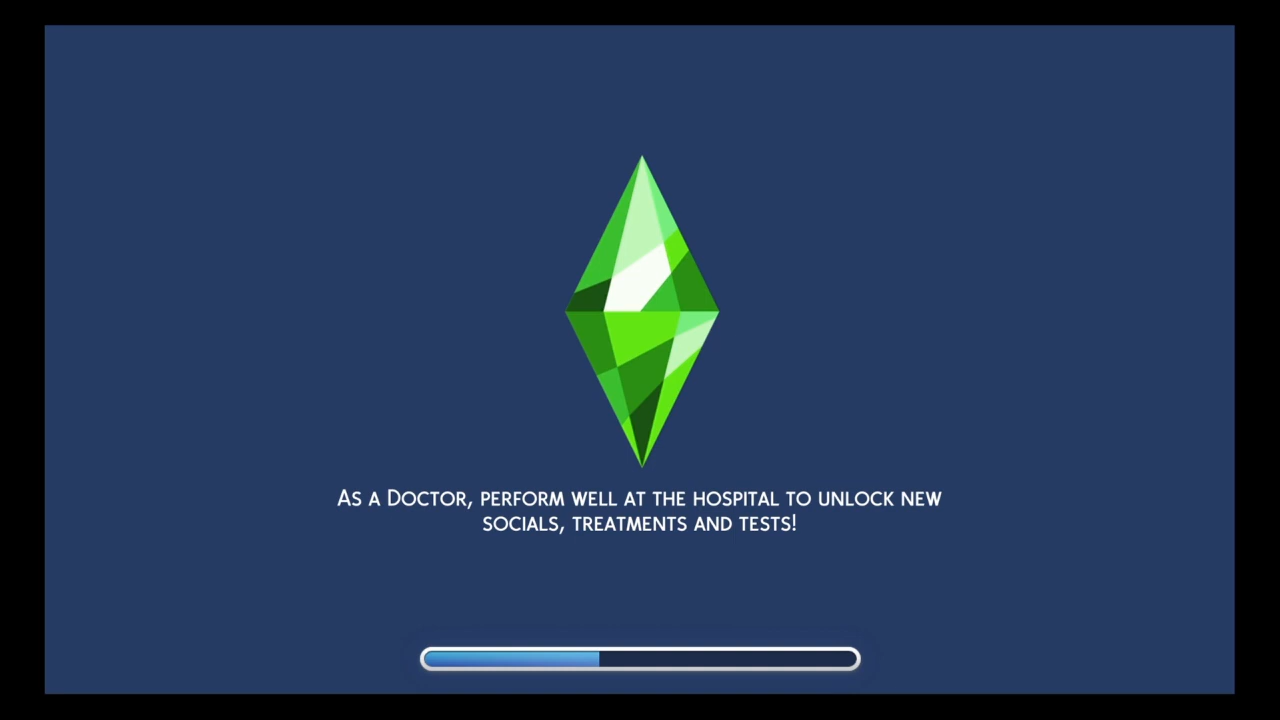 As a Doctor, perform well at the hospital to unlock new
socials, treatments and tests!